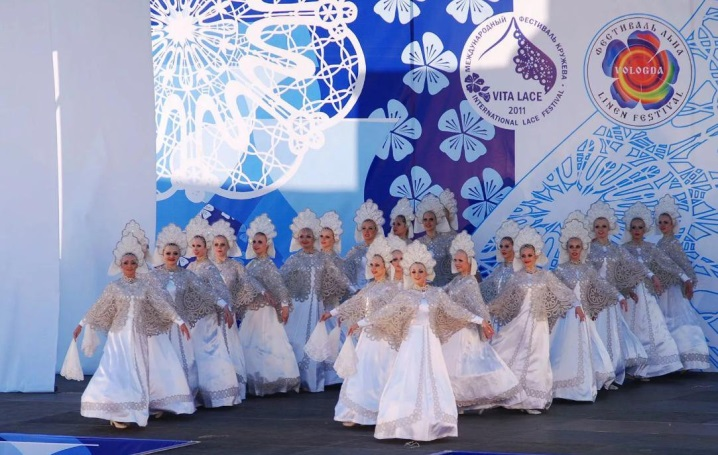 МЕЖДУНАРОДНЫЙ ФЕСТИВАЛЬ КРУЖЕВА
VITA LACE
2011
INTERNATIONAL LACE FESTIVAL
ФЕСТИВАЛЬ ЛЬНА
VOLOGDA
LINEN FESTIVAL